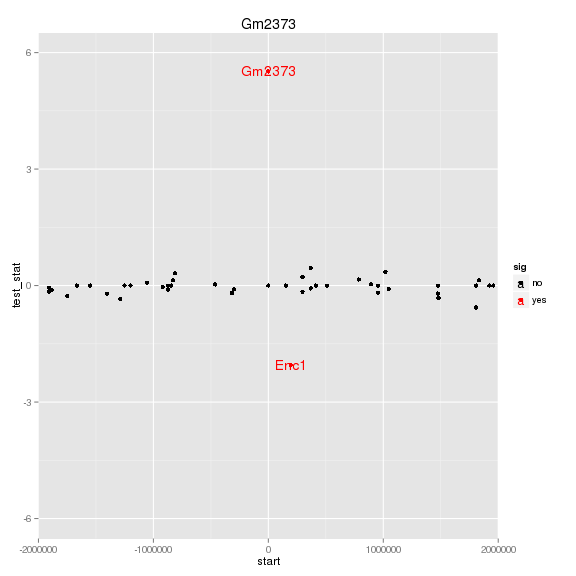 Gm2373
6
Gm2373
3
test_stat
0
sig
a no
a yes
Enc1
-3
-6
-2000000 -1000000 0 1000000 2000000
start